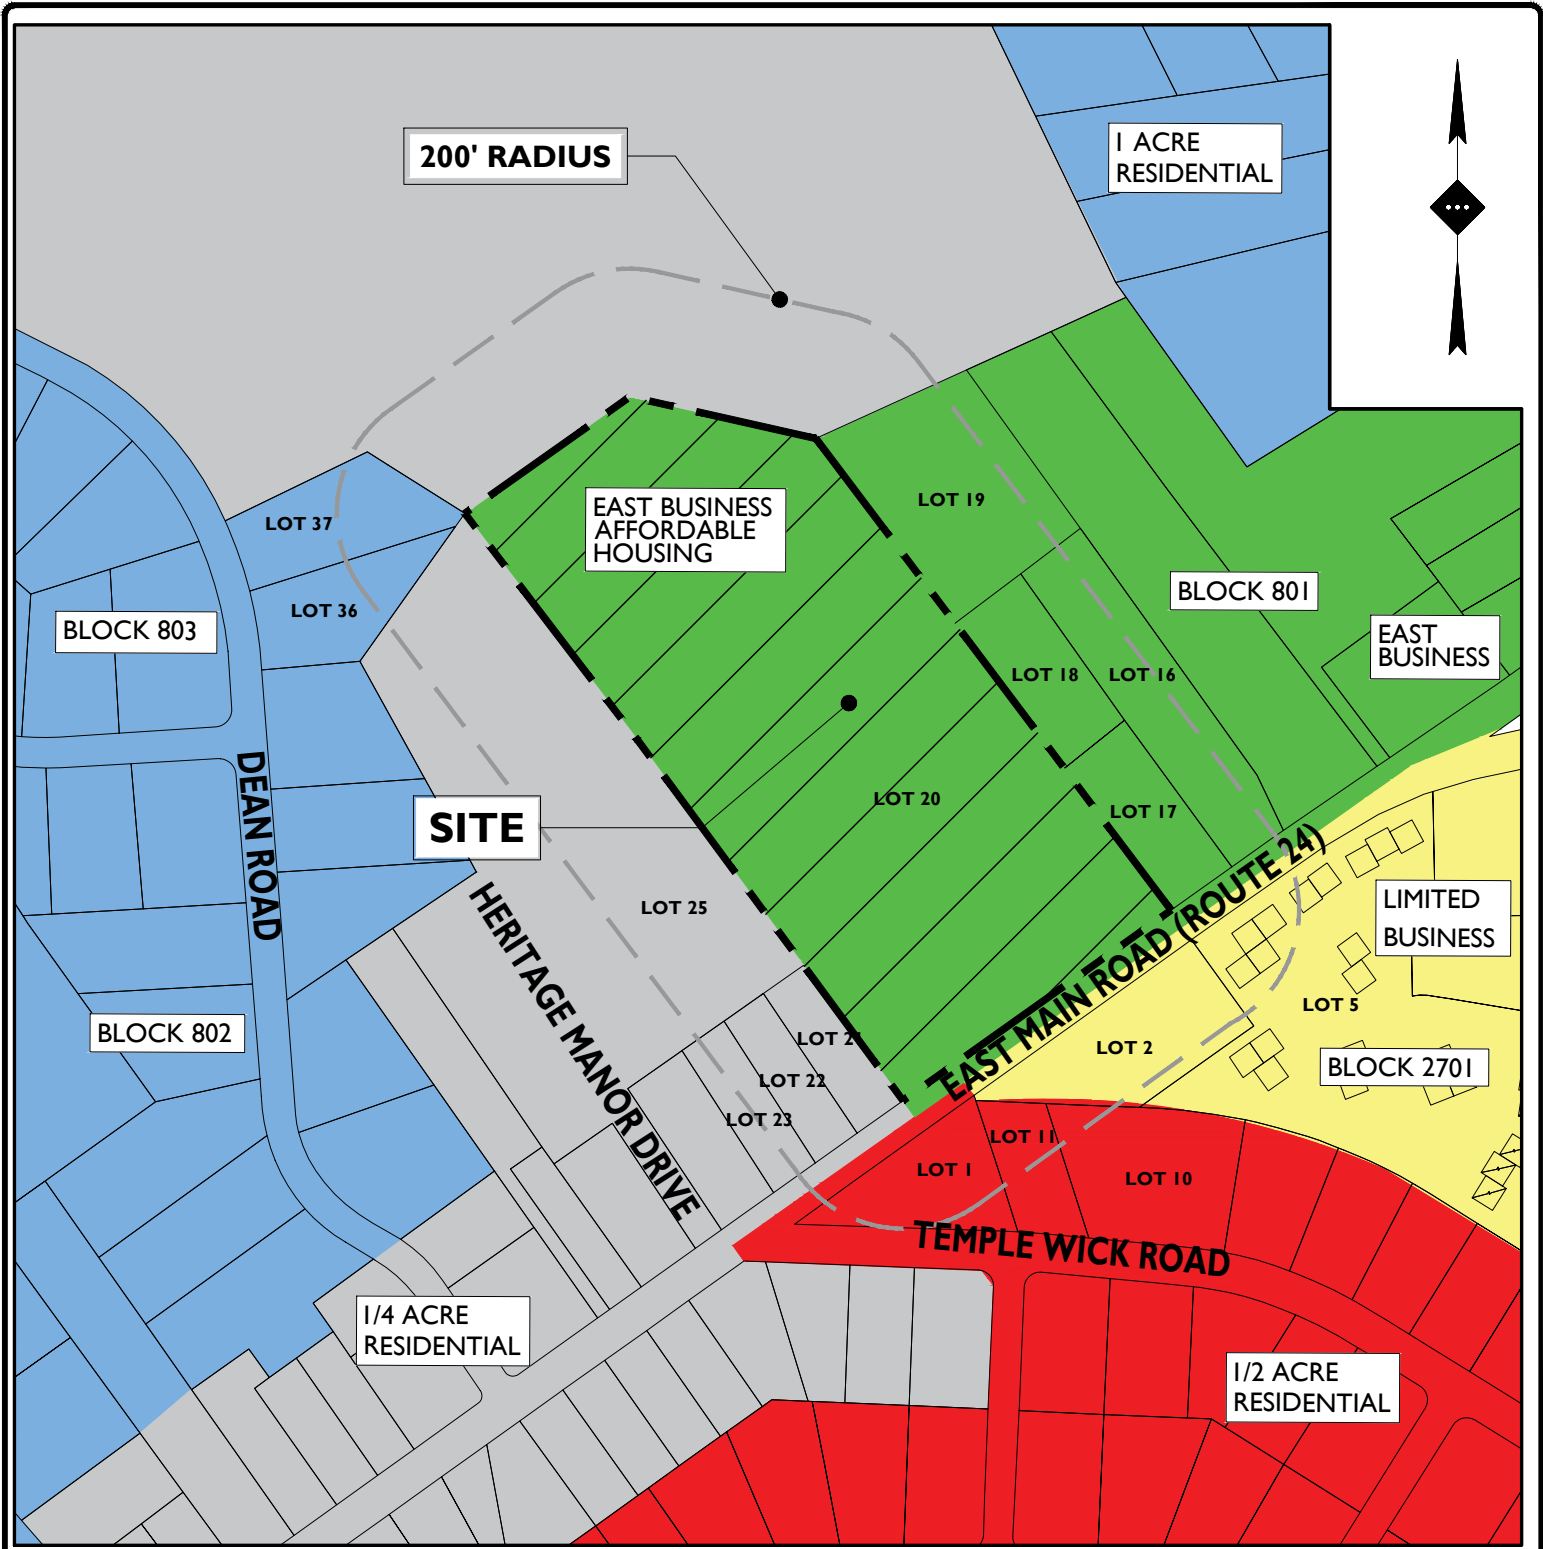 1 ACRE
RESIDENTIAL
200' RADIUS
LOT 19
EAST BUSINESS
AFFORDABLE
HOUSING
LOT 37
BLOCK 801
LOT 36
BLOCK 803
EAST
BUSINESS
LOT 18
LOT 16
LOT 20
LOT 17
SITE
DEAN ROAD
HERITAGE MANOR DRIVE
LOT 25
EAST MAIN ROAD (ROUTE 24)
LIMITED
BUSINESS
LOT 5
BLOCK 802
LOT 21
LOT 2
BLOCK 2701
LOT 22
LOT 23
LOT 11
LOT 1
LOT 10
TEMPLE WICK ROAD
1/4 ACRE
RESIDENTIAL
1/2 ACRE
RESIDENTIAL